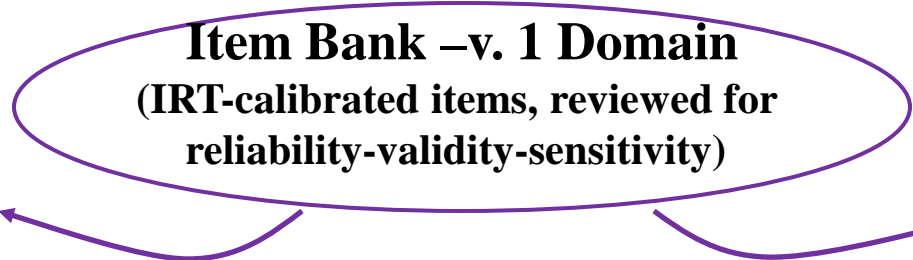 Item Bank –v. 1 Domain
(IRT-calibrated items, reviewed for
reliability-validity-sensitivity)